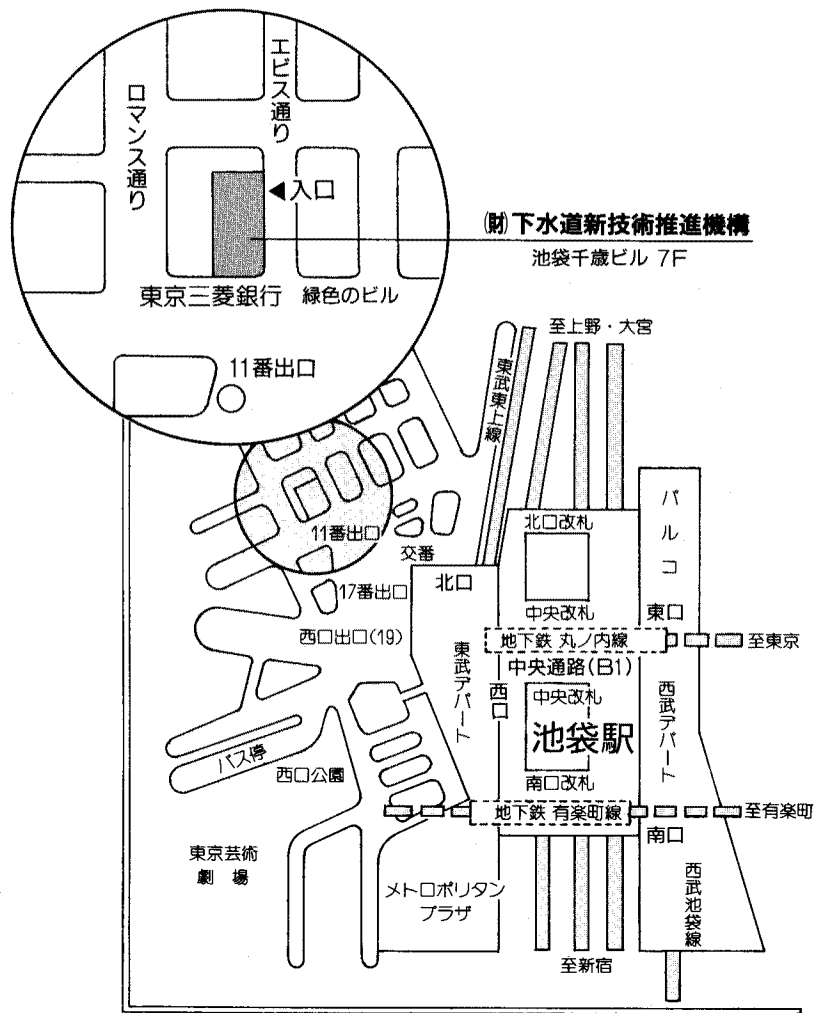 エビス通り
ロマンス通り
入口
(財)下水道新技術推進機構
池袋千歳ビル 7F
東京三菱銀行
緑色のビル
11番出口
至上野・大宮
東武東上線
パルコ
北口改札
11番出口
交番
北口
17番出口
中央改札
東口
西口出口(19)
地下鉄 丸ノ内線
至東京
中央通路(B1)
東武デパート
西口
中央改札
西武デパート
池袋駅
バス停
西口公園
南口改札
地下鉄 有楽町線
至有楽町
南口
東京芸術
劇場
メトロポリタン
プラザ
西武池袋線
至新宿